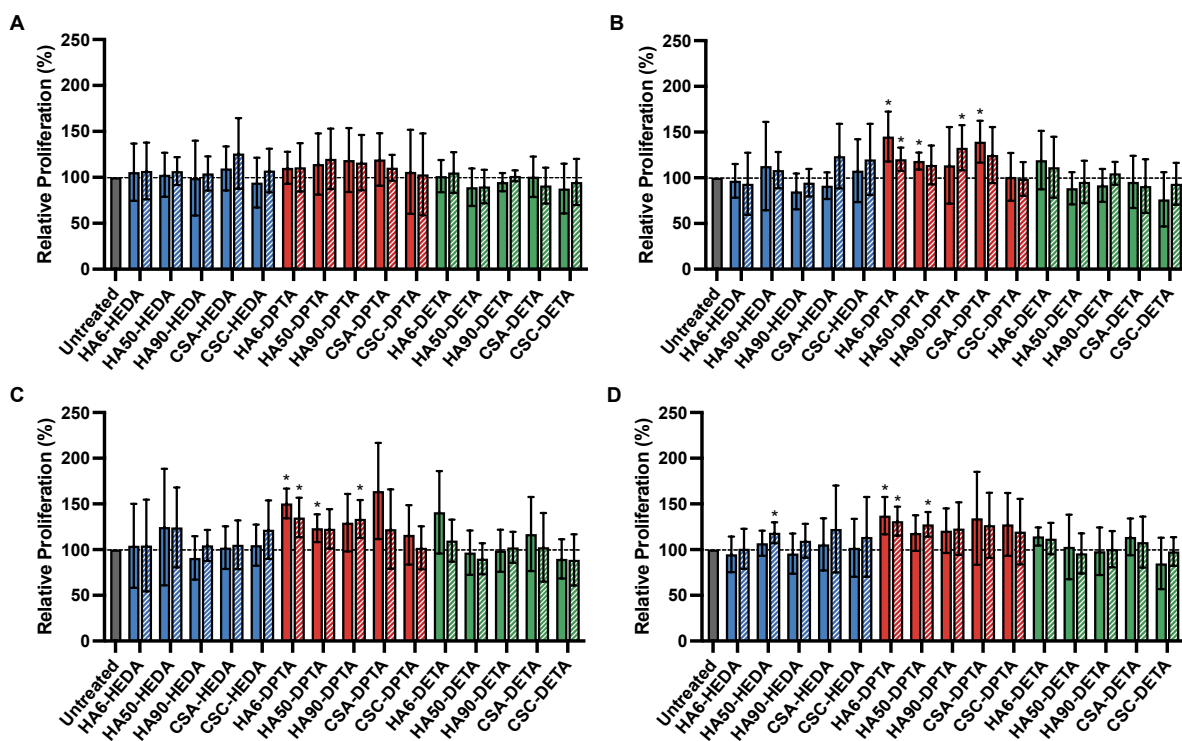 A
Relative Proliferation (%)
250
200
150
100
50
0
Untreated
HA6-HEDA
HA50-HEDA
HA90-HEDA
CSA-HEDA
CSC-HEDA
HA6-DPTA
HA50-DPTA
HA90-DPTA
CSA-DPTA
CSC-DPTA
HA6-DETA
HA50-DETA
HA90-DETA
CSA-DETA
CSC-DETA
B
Relative Proliferation (%)
250
200
150
100
50
0
* * * * *
Untreated
HA6-HEDA
HA50-HEDA
HA90-HEDA
CSA-HEDA
CSC-HEDA
HA6-DPTA
HA50-DPTA
HA90-DPTA
CSA-DPTA
CSC-DPTA
HA6-DETA
HA50-DETA
HA90-DETA
CSA-DETA
CSC-DETA
C
Relative Proliferation (%)
250
200
150
100
50
0
* * * *
Untreated
HA6-HEDA
HA50-HEDA
HA90-HEDA
CSA-HEDA
CSC-HEDA
HA6-DPTA
HA50-DPTA
HA90-DPTA
CSA-DPTA
CSC-DPTA
HA6-DETA
HA50-DETA
HA90-DETA
CSA-DETA
CSC-DETA
D
Relative Proliferation (%)
250
200
150
100
50
0
* * * *
Untreated
HA6-HEDA
HA50-HEDA
HA90-HEDA
CSA-HEDA
CSC-HEDA
HA6-DPTA
HA50-DPTA
HA90-DPTA
CSA-DPTA
CSC-DPTA
HA6-DETA
HA50-DETA
HA90-DETA
CSA-DETA
CSC-DETA